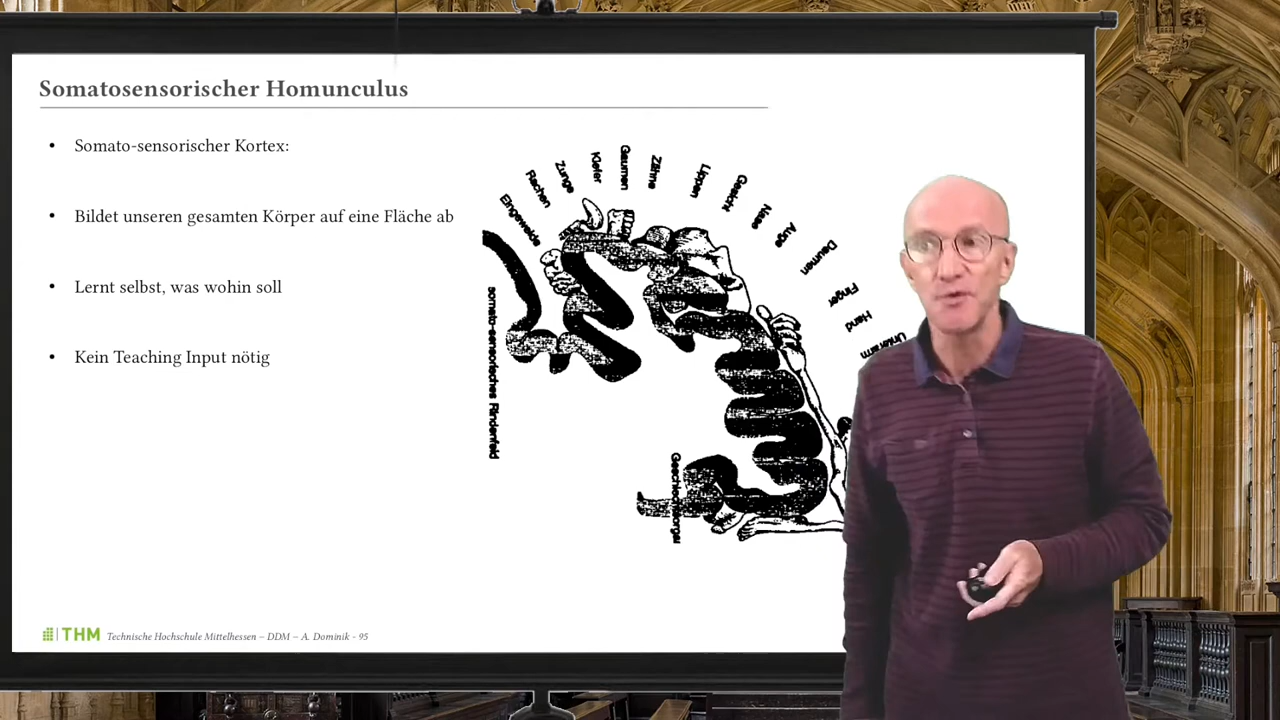 Somatosensorischer Homunculus
• Somato-sensorischer Kortex:
• Bildet unseren gesamten Körper auf eine Fläche ab
• Lernt selbst, was wohin soll
• Kein Teaching Input nötig
Eingeweide
Rachen
Zunge
Kiefer
Gaumen
Zähne
Lippen
Gesicht
Nase
Auge
Daumen
Finger
Hand
Unterarm
somato-sensorisches Rindenfeld
THM Technische Hochschule Mittelhessen – DDM – A. Dominik - 95